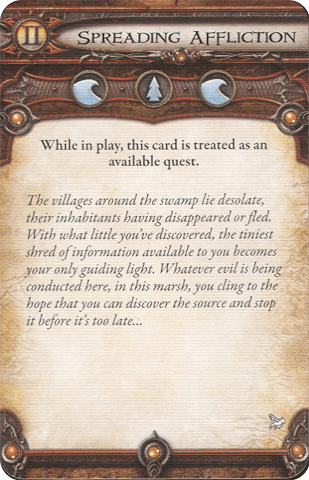 II SPREADING AFFLICTION
While in play, this card is treated as an
available quest.
The villages around the swamp lie desolate,
their inhabitants having disappeared or fled.
With what little you've discovered, the tiniest
shred of information available to you becomes
your only guiding light. Whatever evil is being
conducted here, in this marsh, you cling to the
hope that you can discover the source and stop
it before it's too late...